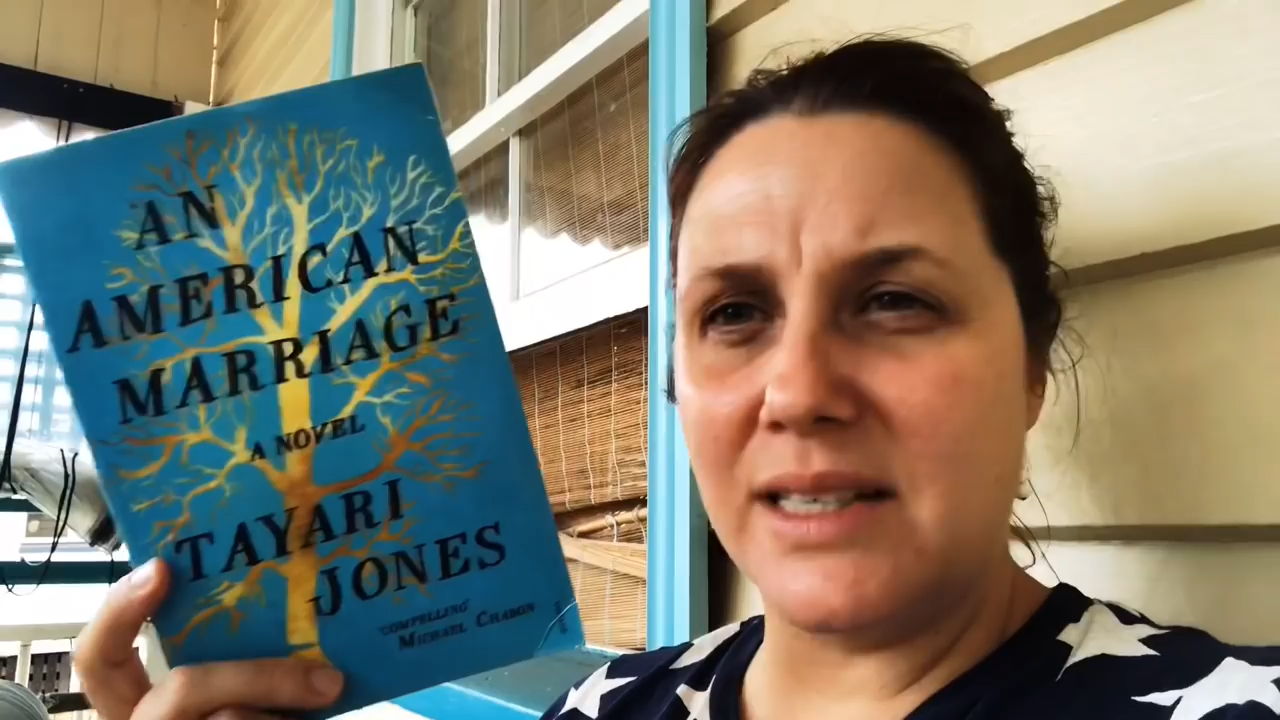 AN
AMERICAN
MARRIAGE
A NOVEL
TAYARI
JONES
'COMPELLING'
MICHAEL CHABON